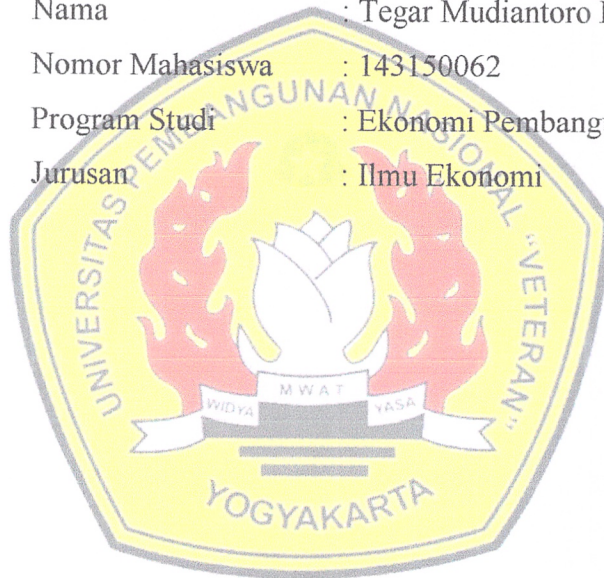 Nama : Tegar Mudiantoro
Nomor Mahasiswa : 143150062
Program Studi : Ekonomi Pembang
Jurusan : Ilmu Ekonomi
UNIVERSITAS PEMBANGUNAN NASIONAL "VETERAN"
WIDYA MWAT YASA
YOGYAKARTA